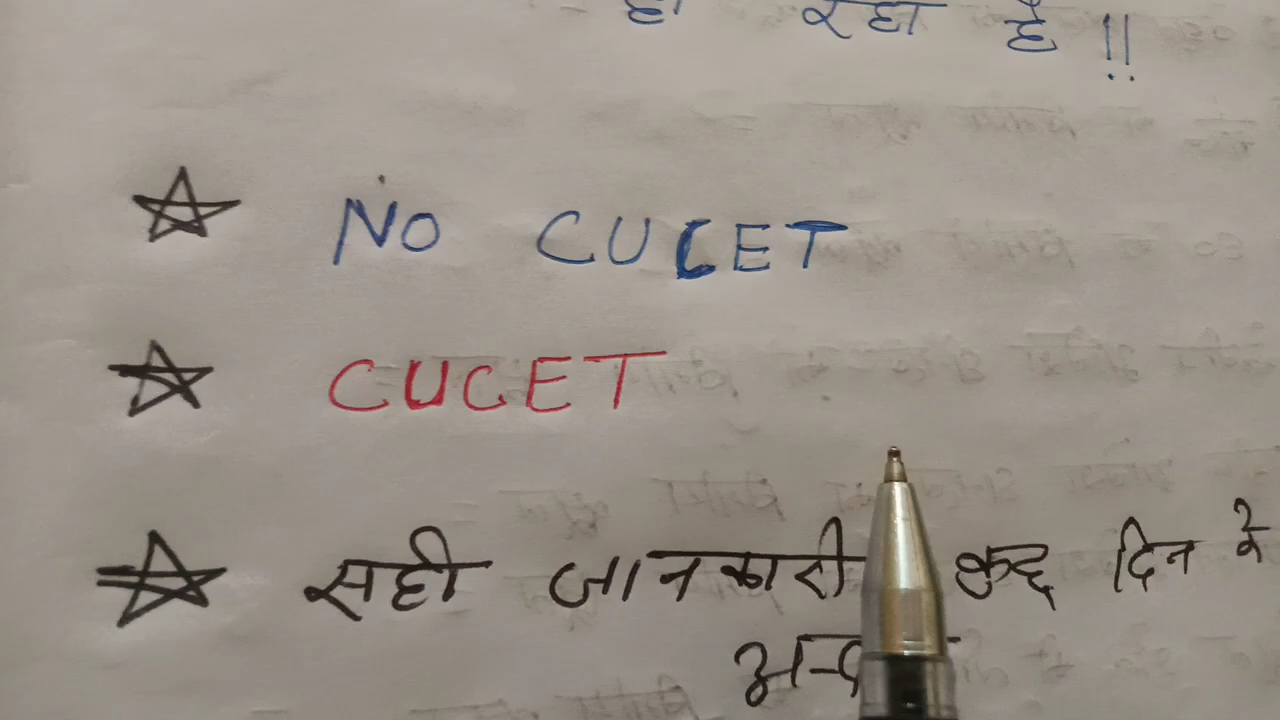 रहा है !!
NO CUCET
CUCET
सही जानकारी कुछ दिन के